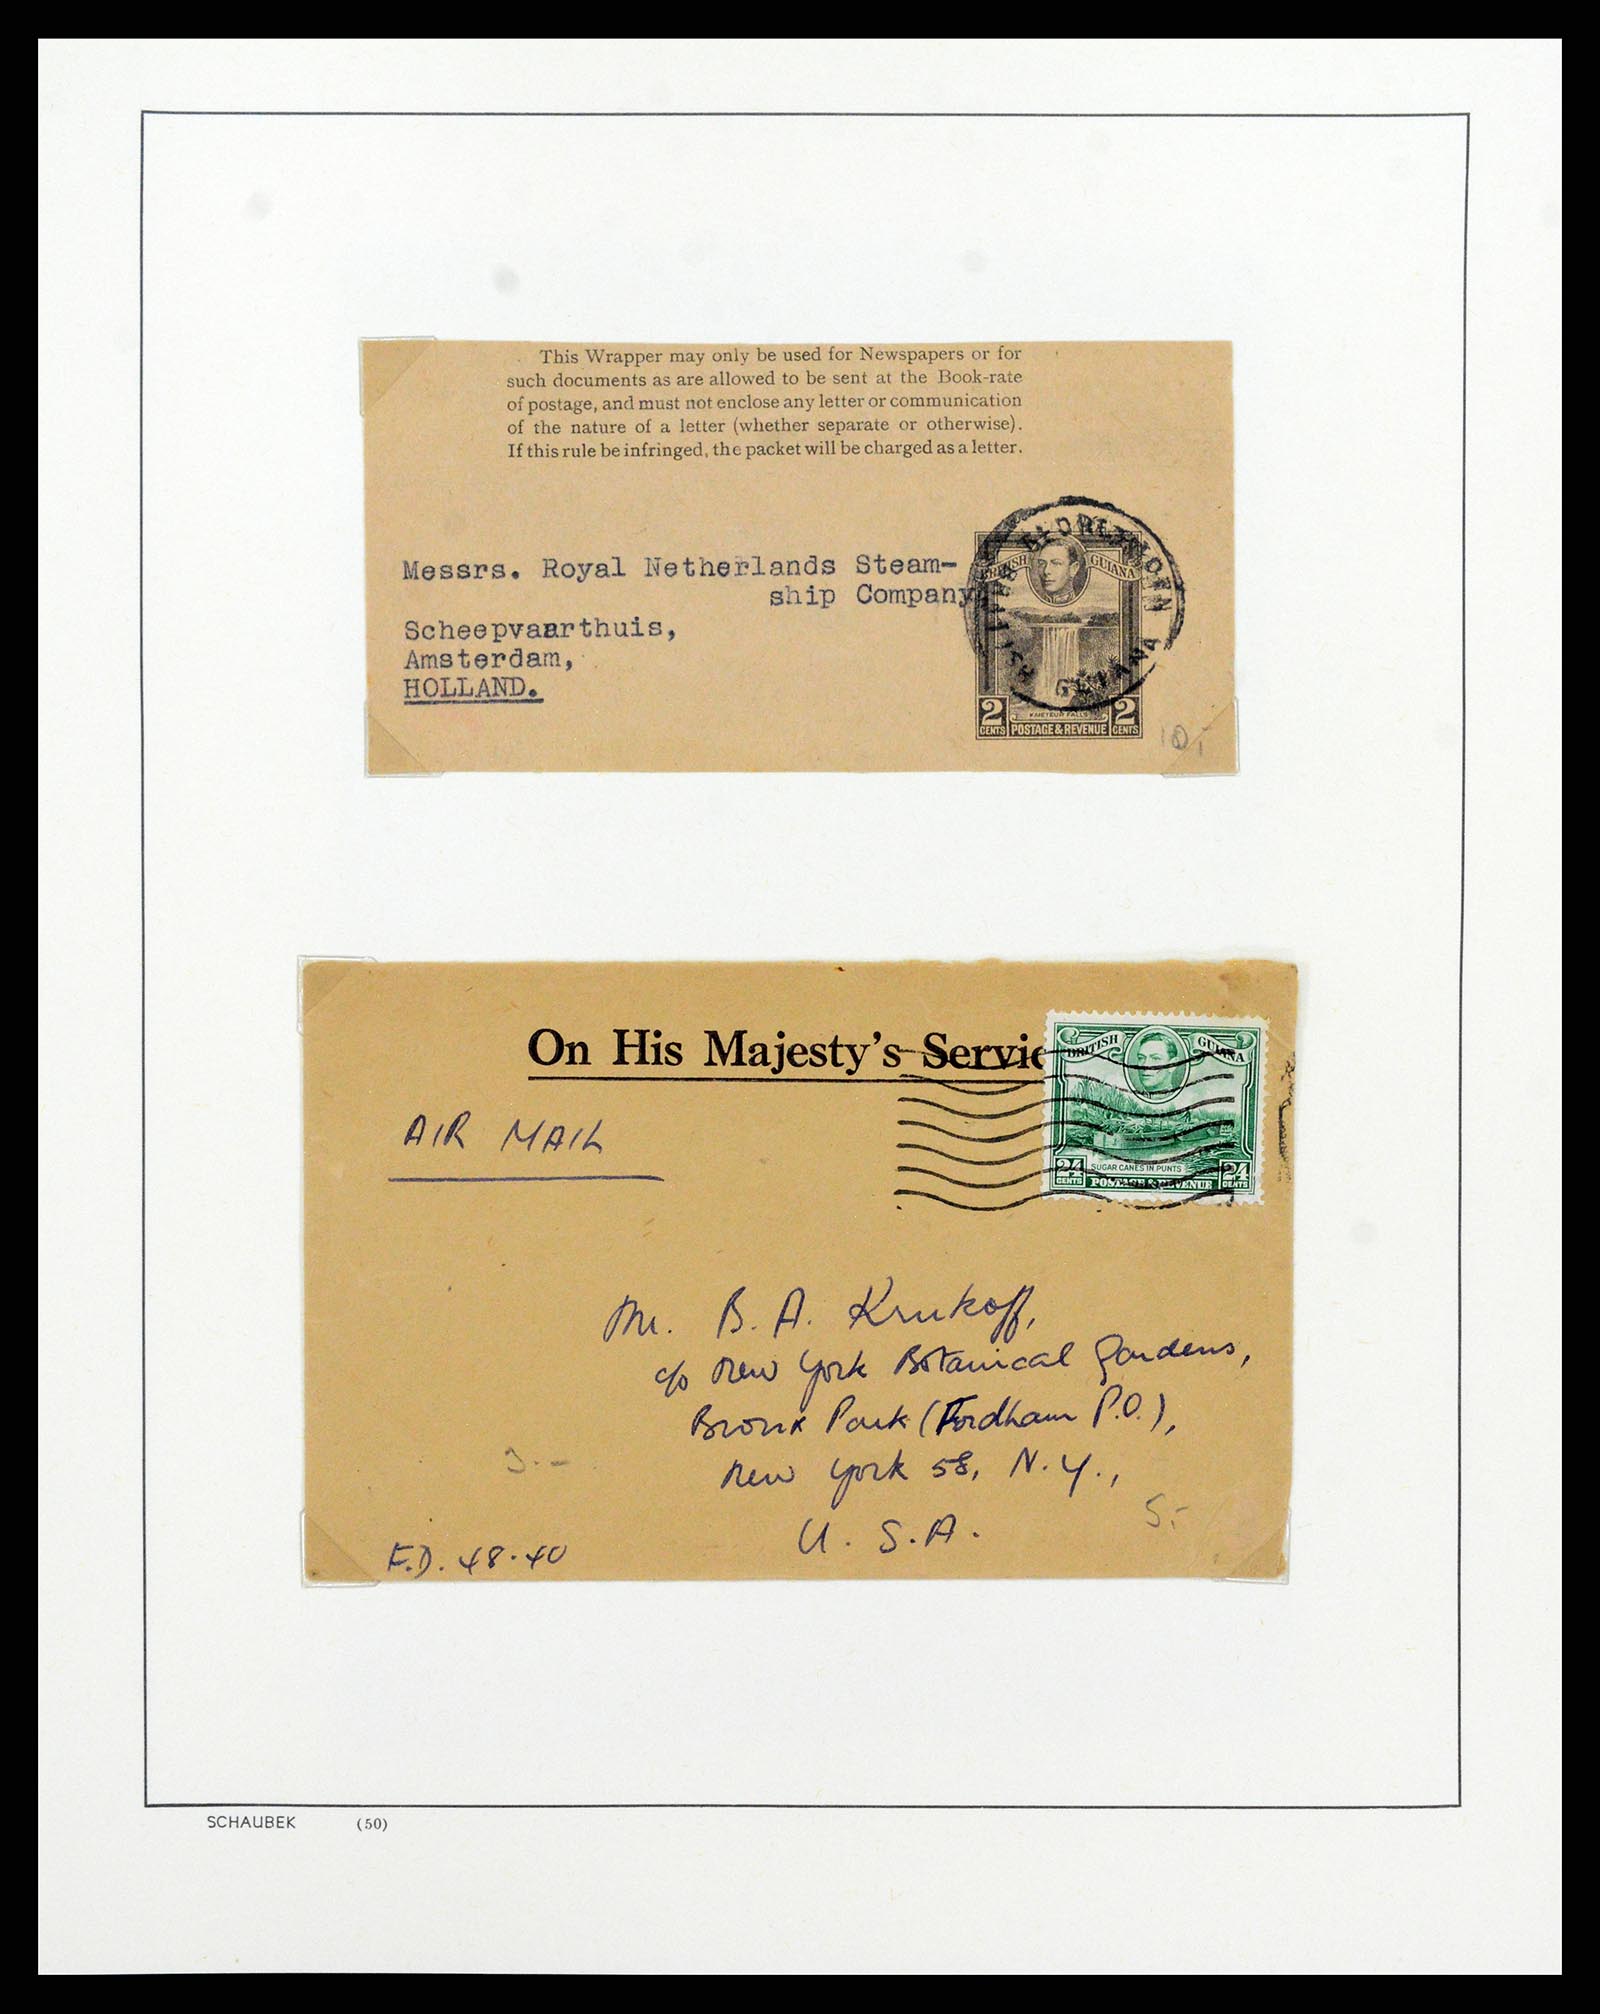 This Wrapper may only be used for Newspapers or for
such documents as are allowed to be sent at the Book-rate
of postage, and must not enclose any letter or communication
of the nature of a letter (whether separate or otherwise).
If this rule be infringed, the packet will be charged as a letter.
Messrs. Royal Netherlands Steam-
ship Company
Scheepvaarthuis,
Amsterdam,
HOLLAND.
BRITISH GUIANA
KAIETEUR FALLS
2 CENTS POSTAGE & REVENUE 2 CENTS
GUIANA
10,-
On His Majesty's Servic
AIR MAIL
BRITISH GUIANA
SUGAR CANES IN PUNTS
24 CENTS POSTAGE & REVENUE 24 CENTS
Mr. B. A. Krukoff,
c/o New York Botanical Gardens,
Bronx Park (Fordham P.O.),
New York 58, N.Y.,
U. S. A.
3.-
5,-
F.D. 48.40
SCHAUBEK (50)